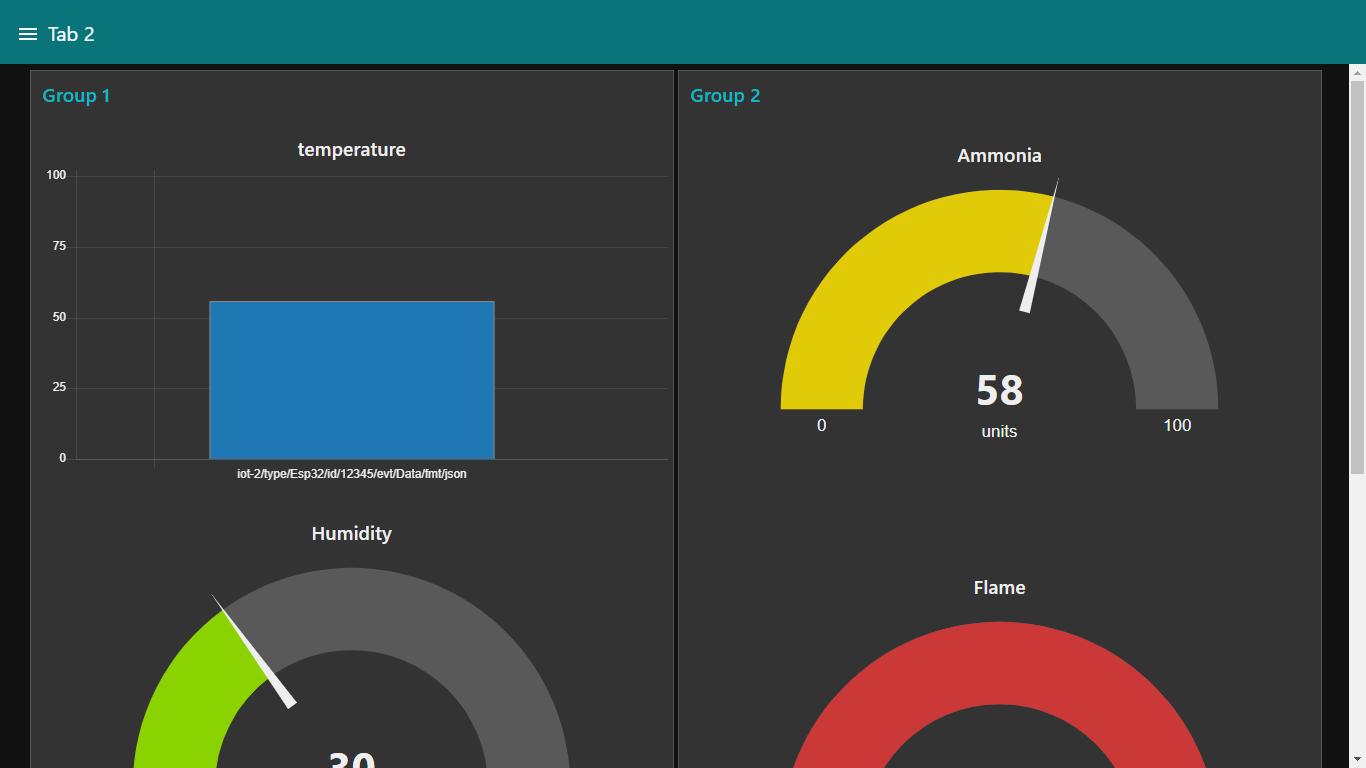 Tab 2
Group 1
temperature
100
75
50
25
0
iot-2/type/Esp32/id/12345/evt/Data/fmt/json
Humidity
30
Group 2
Ammonia
58
0
units
100
Flame